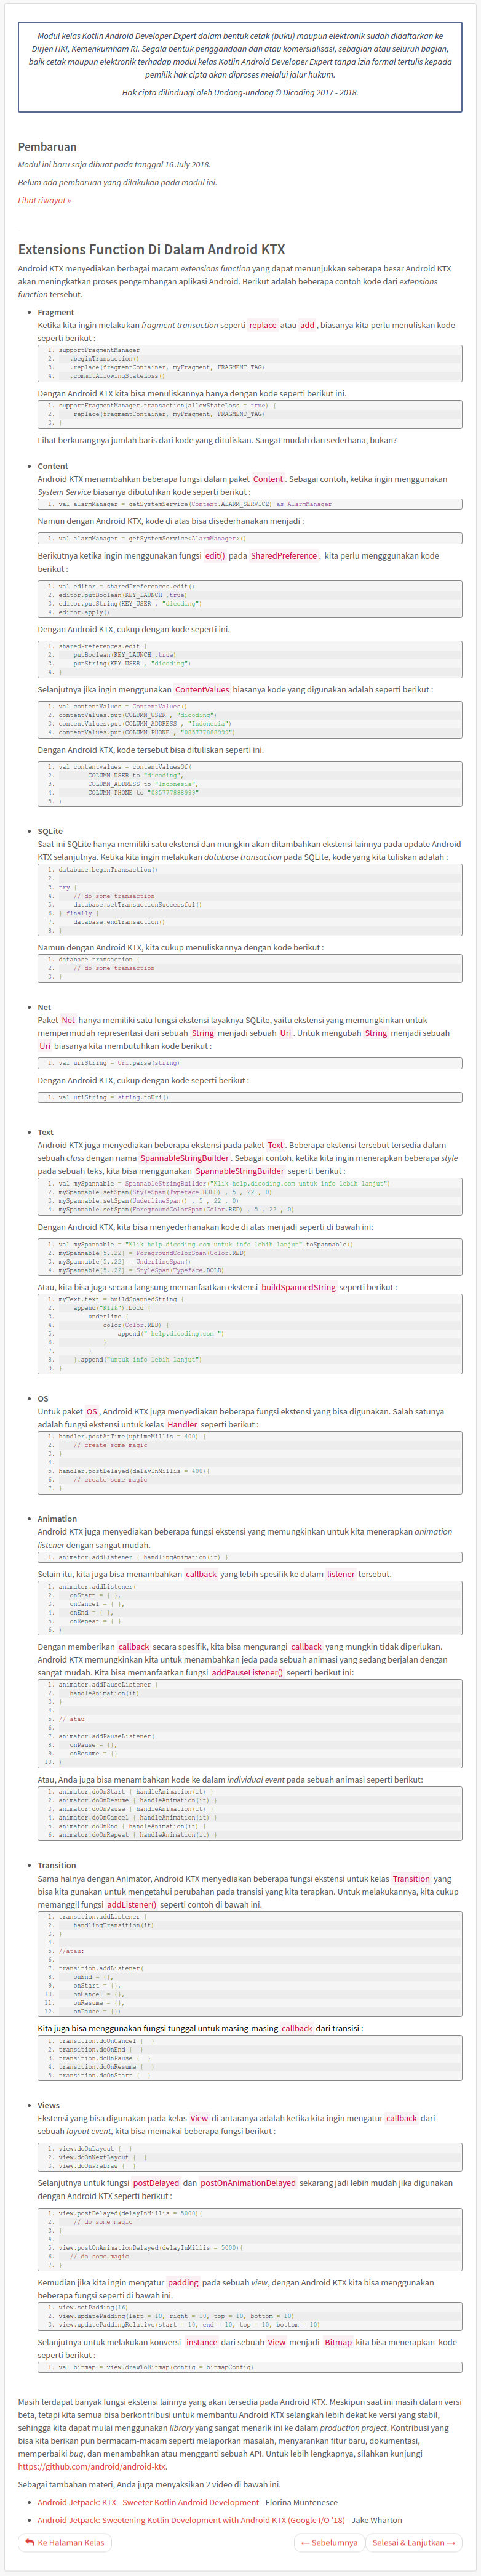 Modul kelas Kotlin Android Developer Expert dalam bentuk cetak (buku) maupun elektronik sudah didaftarkan ke
Dirjen HKI, Kemenkumham RI. Segala bentuk penggandaan dan atau komersialisasi, sebagian atau seluruh bagian,
baik cetak maupun elektronik terhadap modul kelas Kotlin Android Developer Expert tanpa izin formal tertulis kepada
pemilik hak cipta akan diproses melalui jalur hukum.
Hak cipta dilindungi oleh Undang-undang © Dicoding 2017 - 2018.
Pembaruan
Modul ini baru saja dibuat pada tanggal 16 July 2018.
Belum ada pembaruan yang dilakukan pada modul ini.
Lihat riwayat »
Extensions Function Di Dalam Android KTX
Android KTX menyediakan berbagai macam extensions function yang dapat menunjukkan seberapa besar Android KTX
akan meningkatkan proses pengembangan aplikasi Android. Berikut adalah beberapa contoh kode dari extensions
function tersebut.
• Fragment
Ketika kita ingin melakukan fragment transaction seperti replace atau add , biasanya kita perlu menuliskan kode
seperti berikut :
1. supportFragmentManager
2. .beginTransaction()
3. .replace(fragmentContainer, myFragment, FRAGMENT_TAG)
4. .commitAllowingStateLoss()
Dengan Android KTX kita bisa menuliskannya hanya dengan kode seperti berikut ini.
1. supportFragmentManager.transaction(allowStateLoss = true) {
2. replace(fragmentContainer, myFragment, FRAGMENT_TAG)
3. }
Lihat berkurangnya jumlah baris dari kode yang dituliskan. Sangat mudah dan sederhana, bukan?
• Content
Android KTX menambahkan beberapa fungsi dalam paket Content . Sebagai contoh, ketika ingin menggunakan
System Service biasanya dibutuhkan kode seperti berikut :
1. val alarmManager = getSystemService(Context.ALARM_SERVICE) as AlarmManager
Namun dengan Android KTX, kode di atas bisa disederhanakan menjadi :
1. val alarmManager = getSystemService<AlarmManager>()
Berikutnya ketika ingin menggunakan fungsi edit() pada SharedPreference , kita perlu mengggunakan kode
berikut :
1. val editor = sharedPreferences.edit()
2. editor.putBoolean(KEY_LAUNCH ,true)
3. editor.putString(KEY_USER , "dicoding")
4. editor.apply()
Dengan Android KTX, cukup dengan kode seperti ini.
1. sharedPreferences.edit {
2. putBoolean(KEY_LAUNCH ,true)
3. putString(KEY_USER , "dicoding")
4. }
Selanjutnya jika ingin menggunakan ContentValues biasanya kode yang digunakan adalah seperti berikut :
1. val contentValues = ContentValues()
2. contentValues.put(COLUMN_USER , "dicoding")
3. contentValues.put(COLUMN_ADDRESS , "Indonesia")
4. contentValues.put(COLUMN_PHONE , "085777888999")
Dengan Android KTX, kode tersebut bisa dituliskan seperti ini.
1. val contentvalues = contentValuesOf(
2. COLUMN_USER to "dicoding",
3. COLUMN_ADDRESS to "Indonesia",
4. COLUMN_PHONE to "085777888999"
5. )
• SQLite
Saat ini SQLite hanya memiliki satu ekstensi dan mungkin akan ditambahkan ekstensi lainnya pada update Android
KTX selanjutnya. Ketika kita ingin melakukan database transaction pada SQLite, kode yang kita tuliskan adalah :
1. database.beginTransaction()
2.
3. try {
4. // do some transaction
5. database.setTransactionSuccessful()
6. } finally {
7. database.endTransaction()
8. }
Namun dengan Android KTX, kita cukup menuliskannya dengan kode berikut :
1. database.transaction {
2. // do some transaction
3. }
• Net
Paket Net hanya memiliki satu fungsi ekstensi layaknya SQLite, yaitu ekstensi yang memungkinkan untuk
mempermudah representasi dari sebuah String menjadi sebuah Uri . Untuk mengubah String menjadi sebuah
Uri biasanya kita membutuhkan kode berikut :
1. val uriString = Uri.parse(string)
Dengan Android KTX, cukup dengan kode seperti berikut :
1. val uriString = string.toUri()
• Text
Android KTX juga menyediakan beberapa ekstensi pada paket Text . Beberapa ekstensi tersebut tersedia dalam
sebuah class dengan nama SpannableStringBuilder . Sebagai contoh, ketika kita ingin menerapkan beberapa style
pada sebuah teks, kita bisa menggunakan SpannableStringBuilder seperti berikut :
1. val mySpannable = SpannableStringBuilder("Klik help.dicoding.com untuk info lebih lanjut")
2. mySpannable.setSpan(StyleSpan(Typeface.BOLD) , 5 , 22 , 0)
3. mySpannable.setSpan(UnderlineSpan() , 5 , 22 , 0)
4. mySpannable.setSpan(ForegroundColorSpan(Color.RED) , 5 , 22 , 0)
Dengan Android KTX, kita bisa menyederhanakan kode di atas menjadi seperti di bawah ini:
1. val mySpannable = "Klik help.dicoding.com untuk info lebih lanjut".toSpannable()
2. mySpannable[5..22] = ForegroundColorSpan(Color.RED)
3. mySpannable[5..22] = UnderlineSpan()
4. mySpannable[5..22] = StyleSpan(Typeface.BOLD)
Atau, kita bisa juga secara langsung memanfaatkan ekstensi buildSpannedString seperti berikut :
1. myText.text = buildSpannedString {
2. append("Klik").bold {
3. underline {
4. color(Color.RED) {
5. append(" help.dicoding.com ")
6. }
7. }
8. }.append("untuk info lebih lanjut")
9. }
• OS
Untuk paket OS , Android KTX juga menyediakan beberapa fungsi ekstensi yang bisa digunakan. Salah satunya
adalah fungsi ekstensi untuk kelas Handler seperti berikut :
1. handler.postAtTime(uptimeMillis = 400) {
2. // create some magic
3. }
4.
5. handler.postDelayed(delayInMillis = 400){
6. // create some magic
7. }
• Animation
Android KTX juga menyediakan beberapa fungsi ekstensi yang memungkinkan untuk kita menerapkan animation
listener dengan sangat mudah.
1. animator.addListener { handlingAnimation(it) }
Selain itu, kita juga bisa menambahkan callback yang lebih spesifik ke dalam listener tersebut.
1. animator.addListener(
2. onStart = { },
3. onCancel = { },
4. onEnd = { },
5. onRepeat = { }
6. )
Dengan memberikan callback secara spesifik, kita bisa mengurangi callback yang mungkin tidak diperlukan.
Android KTX memungkinkan kita untuk menambahkan jeda pada sebuah animasi yang sedang berjalan dengan
sangat mudah. Kita bisa memanfaatkan fungsi addPauseListener() seperti berikut ini:
1. animator.addPauseListener {
2. handleAnimation(it)
3. }
4.
5. // atau
6.
7. animator.addPauseListener(
8. onPause = {},
9. onResume = {}
10. )
Atau, Anda juga bisa menambahkan kode ke dalam individual event pada sebuah animasi seperti berikut:
1. animator.doOnStart { handleAnimation(it) }
2. animator.doOnResume { handleAnimation(it) }
3. animator.doOnPause { handleAnimation(it) }
4. animator.doOnCancel { handleAnimation(it) }
5. animator.doOnEnd { handleAnimation(it) }
6. animator.doOnRepeat { handleAnimation(it) }
• Transition
Sama halnya dengan Animator, Android KTX menyediakan beberapa fungsi ekstensi untuk kelas Transition yang
bisa kita gunakan untuk mengetahui perubahan pada transisi yang kita terapkan. Untuk melakukannya, kita cukup
memanggil fungsi addListener() seperti contoh di bawah ini.
1. transition.addListener {
2. handlingTransition(it)
3. }
4.
5. //atau:
6.
7. transition.addListener(
8. onEnd = {},
9. onStart = {},
10. onCancel = {},
11. onResume = {},
12. onPause = {})
Kita juga bisa menggunakan fungsi tunggal untuk masing-masing callback dari transisi :
1. transition.doOnCancel { }
2. transition.doOnEnd { }
3. transition.doOnPause { }
4. transition.doOnResume { }
5. transition.doOnStart { }
• Views
Ekstensi yang bisa digunakan pada kelas View di antaranya adalah ketika kita ingin mengatur callback dari
sebuah layout event, kita bisa memakai beberapa fungsi berikut :
1. view.doOnLayout { }
2. view.doOnNextLayout { }
3. view.doOnPreDraw { }
Selanjutnya untuk fungsi postDelayed dan postOnAnimationDelayed sekarang jadi lebih mudah jika digunakan
dengan Android KTX seperti berikut :
1. view.postDelayed(delayInMillis = 5000){
2. // do some magic
3. }
4.
5. view.postOnAnimationDelayed(delayInMillis = 5000){
6. // do some magic
7. }
Kemudian jika kita ingin mengatur padding pada sebuah view, dengan Android KTX kita bisa menggunakan
beberapa fungsi seperti di bawah ini.
1. view.setPadding(16)
2. view.updatePadding(left = 10, right = 10, top = 10, bottom = 10)
3. view.updatePaddingRelative(start = 10, end = 10, top = 10, bottom = 10)
Selanjutnya untuk melakukan konversi instance dari sebuah View menjadi Bitmap kita bisa menerapkan kode
seperti berikut :
1. val bitmap = view.drawToBitmap(config = bitmapConfig)
Masih terdapat banyak fungsi ekstensi lainnya yang akan tersedia pada Android KTX. Meskipun saat ini masih dalam versi
beta, tetapi kita semua bisa berkontribusi untuk membantu Android KTX selangkah lebih dekat ke versi yang stabil,
sehingga kita dapat mulai menggunakan library yang sangat menarik ini ke dalam production project. Kontribusi yang
bisa kita berikan pun bermacam-macam seperti melaporkan masalah, menyarankan fitur baru, dokumentasi,
memperbaiki bug, dan menambahkan atau mengganti sebuah API. Untuk lebih lengkapnya, silahkan kunjungi
https://github.com/android/android-ktx.
Sebagai tambahan materi, Anda juga menyaksikan 2 video di bawah ini.
• Android Jetpack: KTX - Sweeter Kotlin Android Development - Florina Muntenesce
• Android Jetpack: Sweetening Kotlin Development with Android KTX (Google I/O '18) - Jake Wharton
Ke Halaman Kelas
← Sebelumnya
Selesai & Lanjutkan →